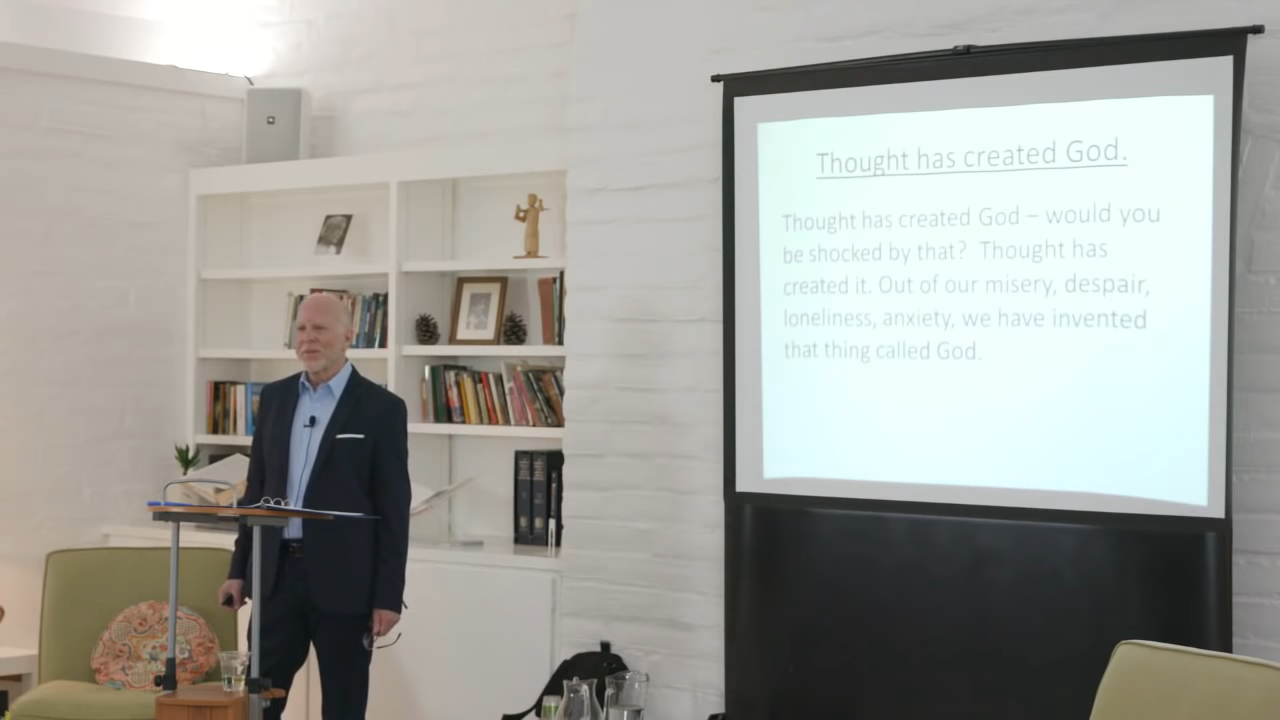 Thought has created God.
Thought has created God – would you
be shocked by that?  Thought has
created it. Out of our misery, despair,
loneliness, anxiety, we have invented
that thing called God.